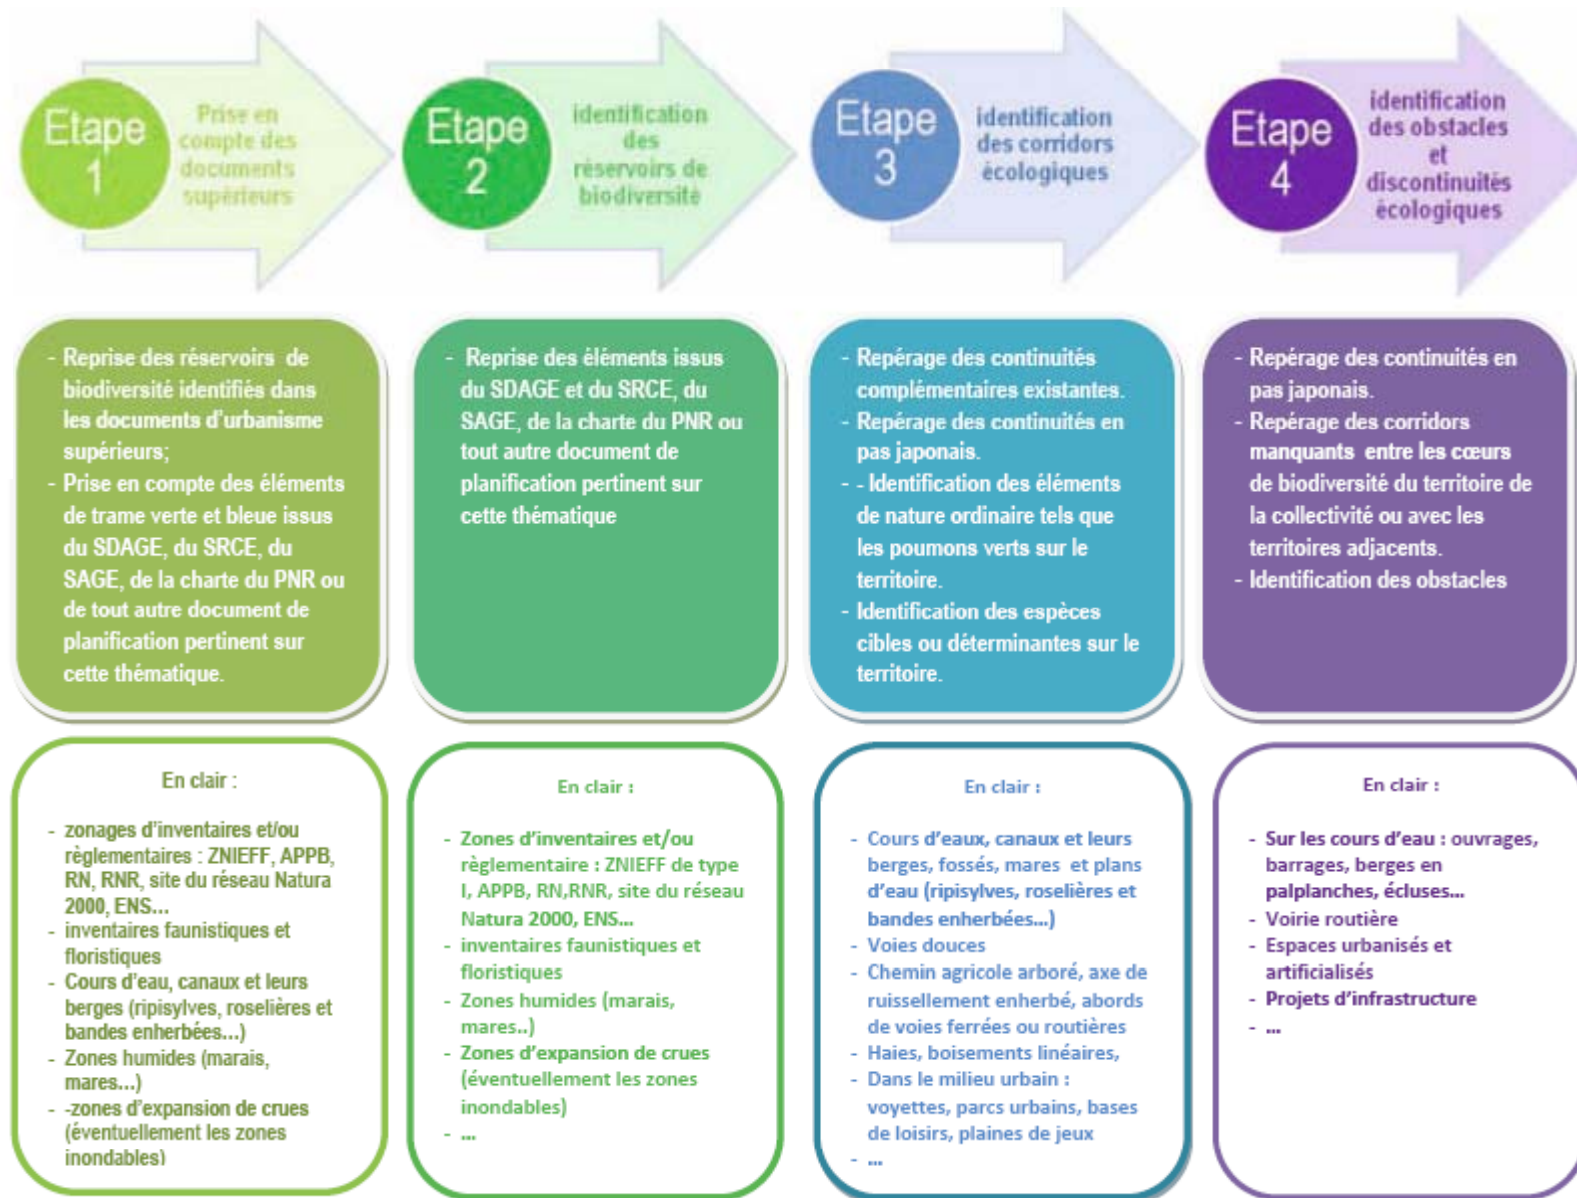 Etape
1
Prise en
compte des
documents
supérieurs
Etape
2
identification
des
réservoirs de
biodiversité
Etape
3
identification
des corridors
écologiques
Etape
4
identification
des obstacles
et
discontinuités
écologiques
- Reprise des réservoirs de
biodiversité identifiés dans
les documents d'urbanisme
supérieurs;
- Prise en compte des éléments
de trame verte et bleue issus
du SDAGE, du SRCE, du
SAGE, de la charte du PNR ou
de tout autre document de
planification pertinent sur
cette thématique.
- Reprise des éléments issus
du SDAGE et du SRCE, du
SAGE, de la charte du PNR ou
tout autre document de
planification pertinent sur
cette thématique
- Repérage des continuités
complémentaires existantes.
- Repérage des continuités en
pas japonais.
- - Identification des éléments
de nature ordinaire tels que
les poumons verts sur le
territoire.
- Identification des espèces
cibles ou déterminantes sur le
territoire.
- Repérage des continuités en
pas japonais.
- Repérage des corridors
manquants entre les cœurs
de biodiversité du territoire de
la collectivité ou avec les
territoires adjacents.
- Identification des obstacles
En clair :
- zonages d'inventaires et/ou
règlementaires : ZNIEFF, APPB,
RN, RNR, site du réseau Natura
2000, ENS...
- inventaires faunistiques et
floristiques
- Cours d'eau, canaux et leurs
berges (ripisylves, roselières et
bandes enherbées...)
- Zones humides (marais,
mares...)
- -zones d'expansion de crues
(éventuellement les zones
inondables)
En clair :
- Zones d'inventaires et/ou
règlementaire : ZNIEFF de type
I, APPB, RN,RNR, site du réseau
Natura 2000, ENS...
- inventaires faunistiques et
floristiques
- Zones humides (marais,
mares..)
- Zones d'expansion de crues
(éventuellement les zones
inondables)
- ...
En clair :
- Cours d'eaux, canaux et leurs
berges, fossés, mares et plans
d'eau (ripisylves, roselières et
bandes enherbées...)
- Voies douces
- Chemin agricole arboré, axe de
ruissellement enherbé, abords
de voies ferrées ou routières
- Haies, boisements linéaires,
- Dans le milieu urbain :
voyettes, parcs urbains, bases
de loisirs, plaines de jeux
- ...
En clair :
- Sur les cours d'eau : ouvrages,
barrages, berges en
palplanches, écluses...
- Voirie routière
- Espaces urbanisés et
artificialisés
- Projets d'infrastructure
- ...